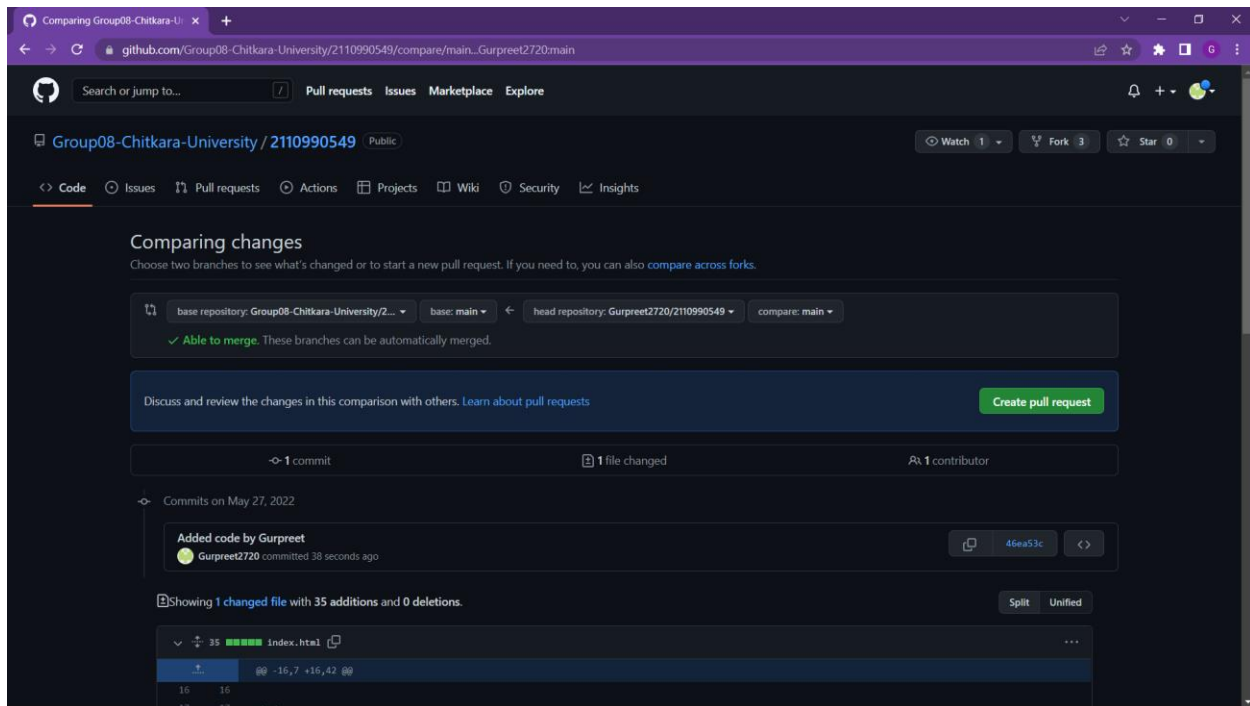 Comparing Group08-Chitkara-U
github.com/Group08-Chitkara-University/2110990549/compare/main...Gurpreet2720:main
G
Search or jump to... / Pull requests Issues Marketplace Explore
Group08-Chitkara-University / 2110990549 Public
Watch 1 Fork 3 Star 0
Code Issues Pull requests Actions Projects Wiki Security Insights
Comparing changes
Choose two branches to see what's changed or to start a new pull request. If you need to, you can also compare across forks.
base repository: Group08-Chitkara-University/2... base: main ← head repository: Gurpreet2720/2110990549 compare: main
✓ Able to merge. These branches can be automatically merged.
Discuss and review the changes in this comparison with others. Learn about pull requests Create pull request
1 commit 1 file changed 1 contributor
Commits on May 27, 2022
Added code by Gurpreet
Gurpreet2720 committed 38 seconds ago
46ea53c <>
Showing 1 changed file with 35 additions and 0 deletions. Split Unified
35 index.html ...
@@ -16,7 +16,42 @@
16 16